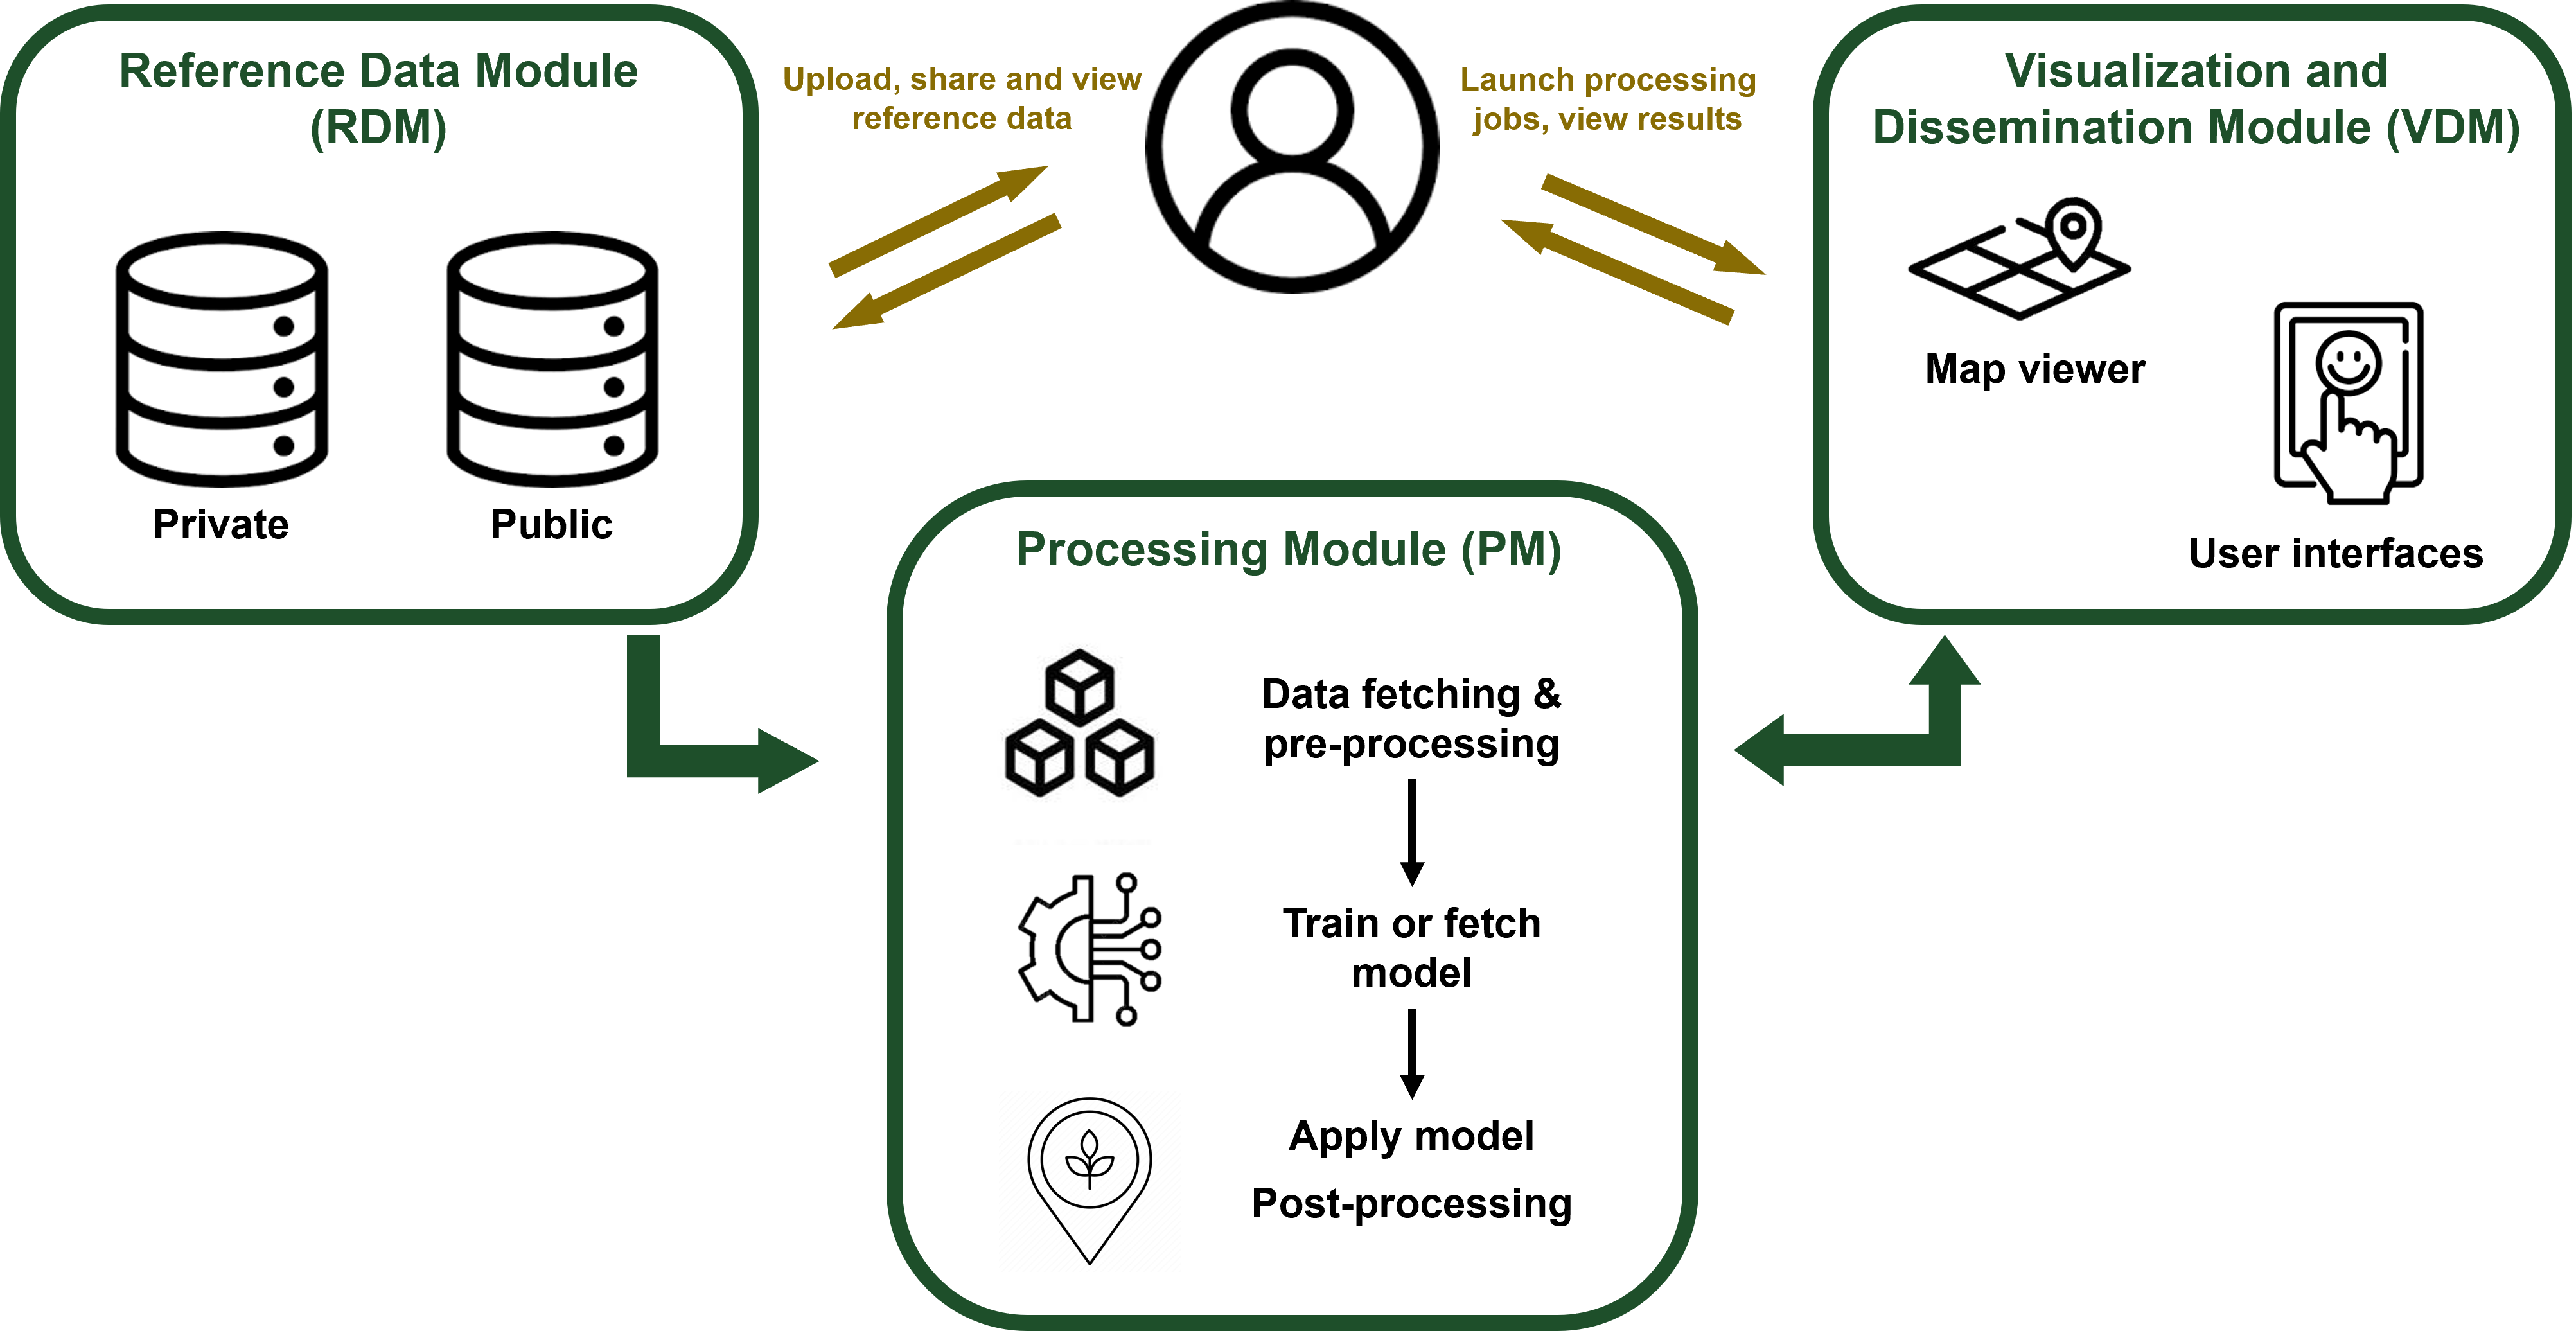 Reference Data Module
(RDM)
Private
Public
Upload, share and view
reference data
Launch processing
jobs, view results
Visualization and
Dissemination Module (VDM)
Map viewer
User interfaces
Processing Module (PM)
Data fetching &
pre-processing
Train or fetch
model
Apply model
Post-processing